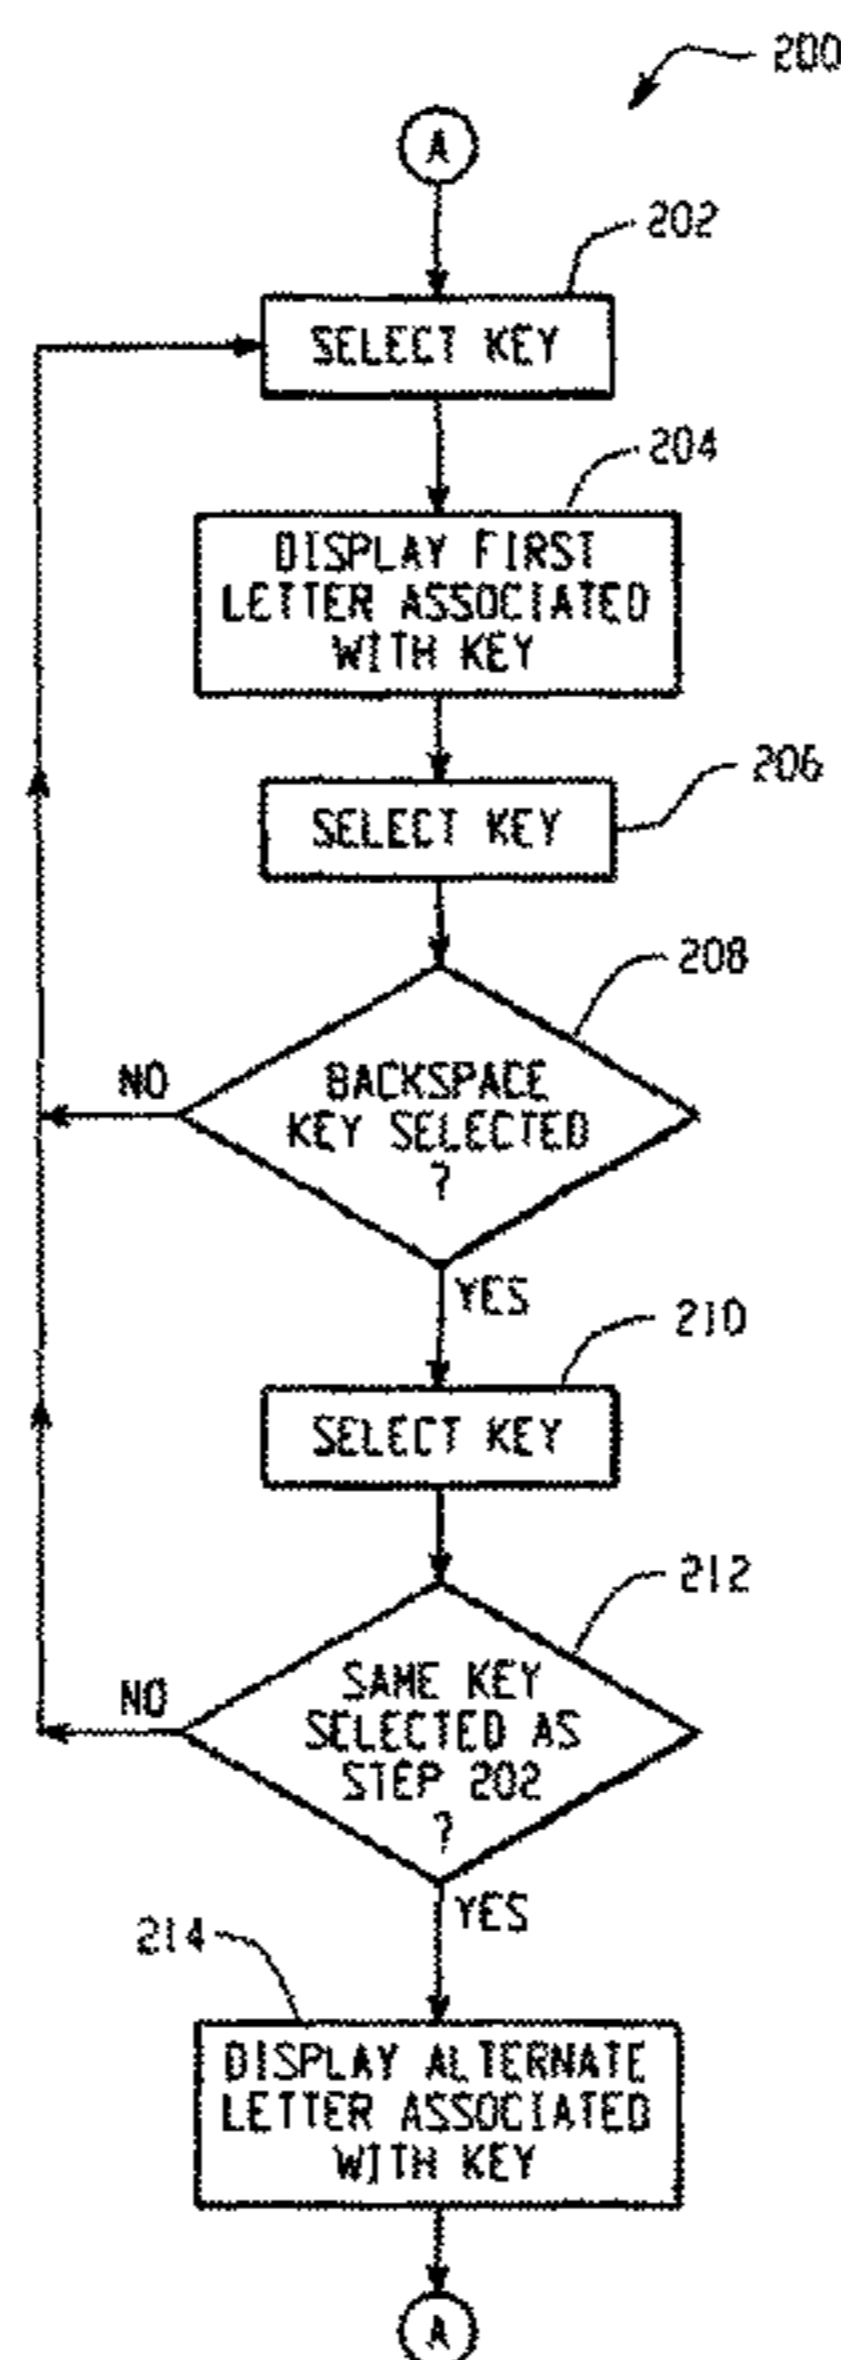 200
A
202
SELECT KEY
204
DISPLAY FIRST
LETTER ASSOCIATED
WITH KEY
206
SELECT KEY
208
NO
BACKSPACE
KEY SELECTED
?
YES
210
SELECT KEY
212
NO
SAME KEY
SELECTED AS
STEP 202
?
YES
214
DISPLAY ALTERNATE
LETTER ASSOCIATED
WITH KEY
A